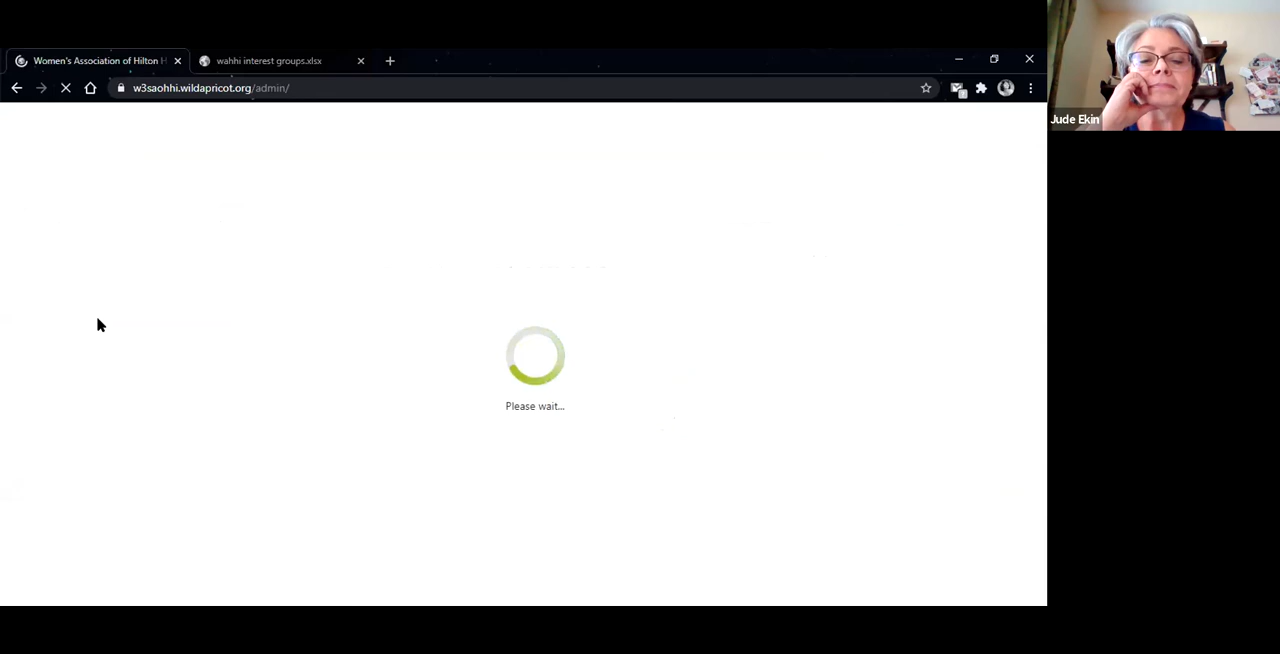 Women's Association of Hilton H
wahhi interest groups.xlsx
w3saohhi.wildapricot.org/admin/
Jude Ekin
Please wait...